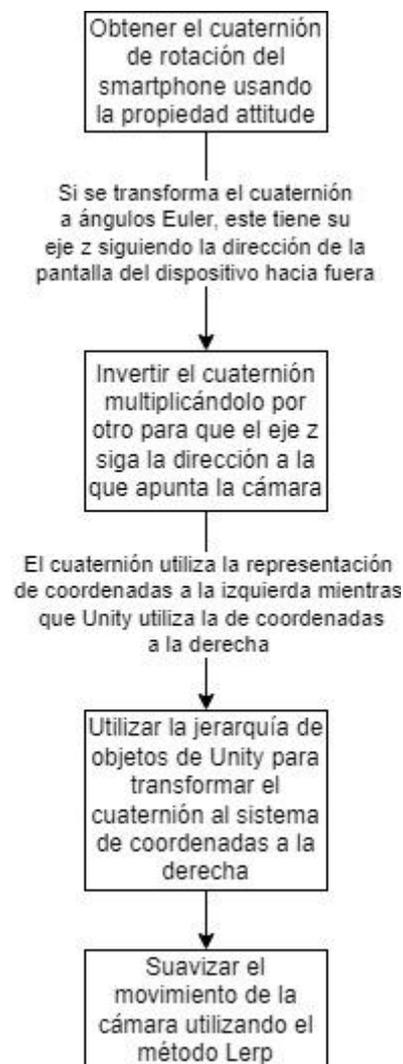 Obtener el cuaternión
de rotación del
smartphone usando
la propiedad attitude
Si se transforma el cuaternión
a ángulos Euler, este tiene su
eje z siguiendo la dirección de la
pantalla del dispositivo hacia fuera
Invertir el cuaternión
multiplicándolo por
otro para que el eje z
siga la dirección a la
que apunta la cámara
El cuaternión utiliza la representación
de coordenadas a la izquierda mientras
que Unity utiliza la de coordenadas
a la derecha
Utilizar la jerarquía de
objetos de Unity para
transformar el
cuaternión al sistema
de coordenadas a la
derecha
Suavizar el
movimiento de la
cámara utilizando el
método Lerp